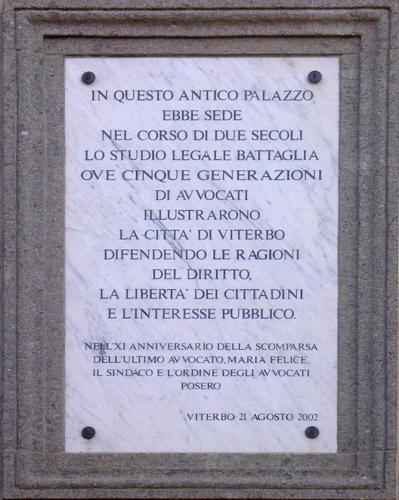 IN QUESTO ANTICO PALAZZO
EBBE SEDE
NEL CORSO DI DUE SECOLI
LO STUDIO LEGALE BATTAGLIA
OVE CINQUE GENERAZIONI
DI AVVOCATI
ILLUSTRARONO
LA CITTA' DI VITERBO
DIFENDENDO LE RAGIONI
DEL DIRITTO,
LA LIBERTA' DEI CITTADINI
E L'INTERESSE PUBBLICO.
NELL'XI ANNIVERSARIO DELLA SCOMPARSA
DELL'ULTIMO AVVOCATO, MARIA FELICE,
IL SINDACO E L'ORDINE DEGLI AVVOCATI
POSERO
VITERBO 21 AGOSTO 2002